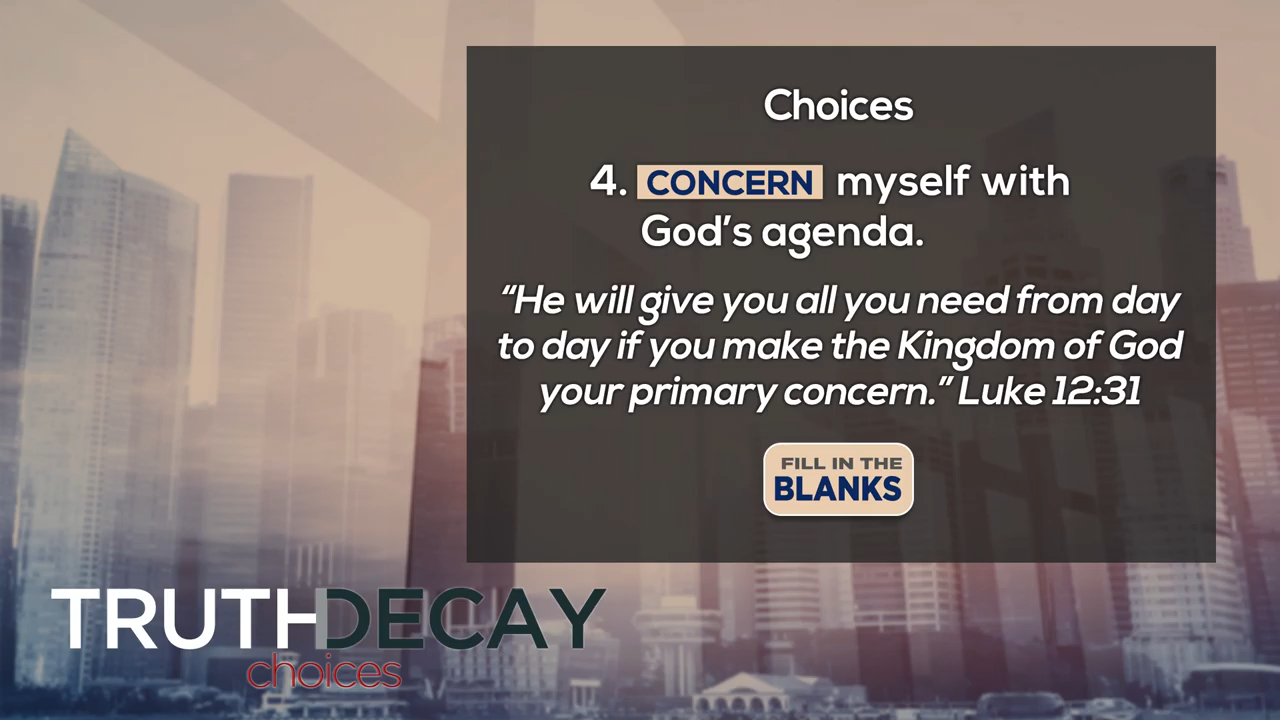 Choices
4. CONCERN myself with
God’s agenda.
“He will give you all you need from day
to day if you make the Kingdom of God
your primary concern.” Luke 12:31
FILL IN THE
BLANKS
TRUTHDECAY
choices